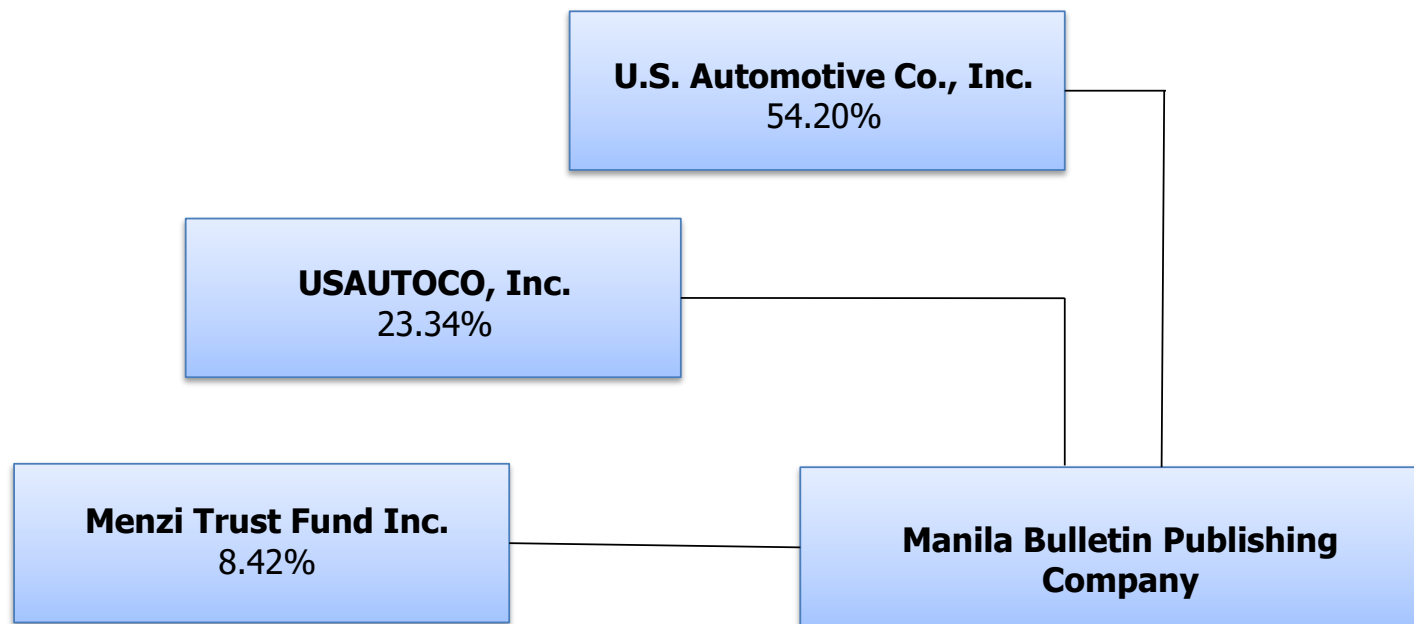 U.S. Automotive Co., Inc.
54.20%
USAUTOCO, Inc.
23.34%
Menzi Trust Fund Inc.
8.42%
Manila Bulletin Publishing
Company